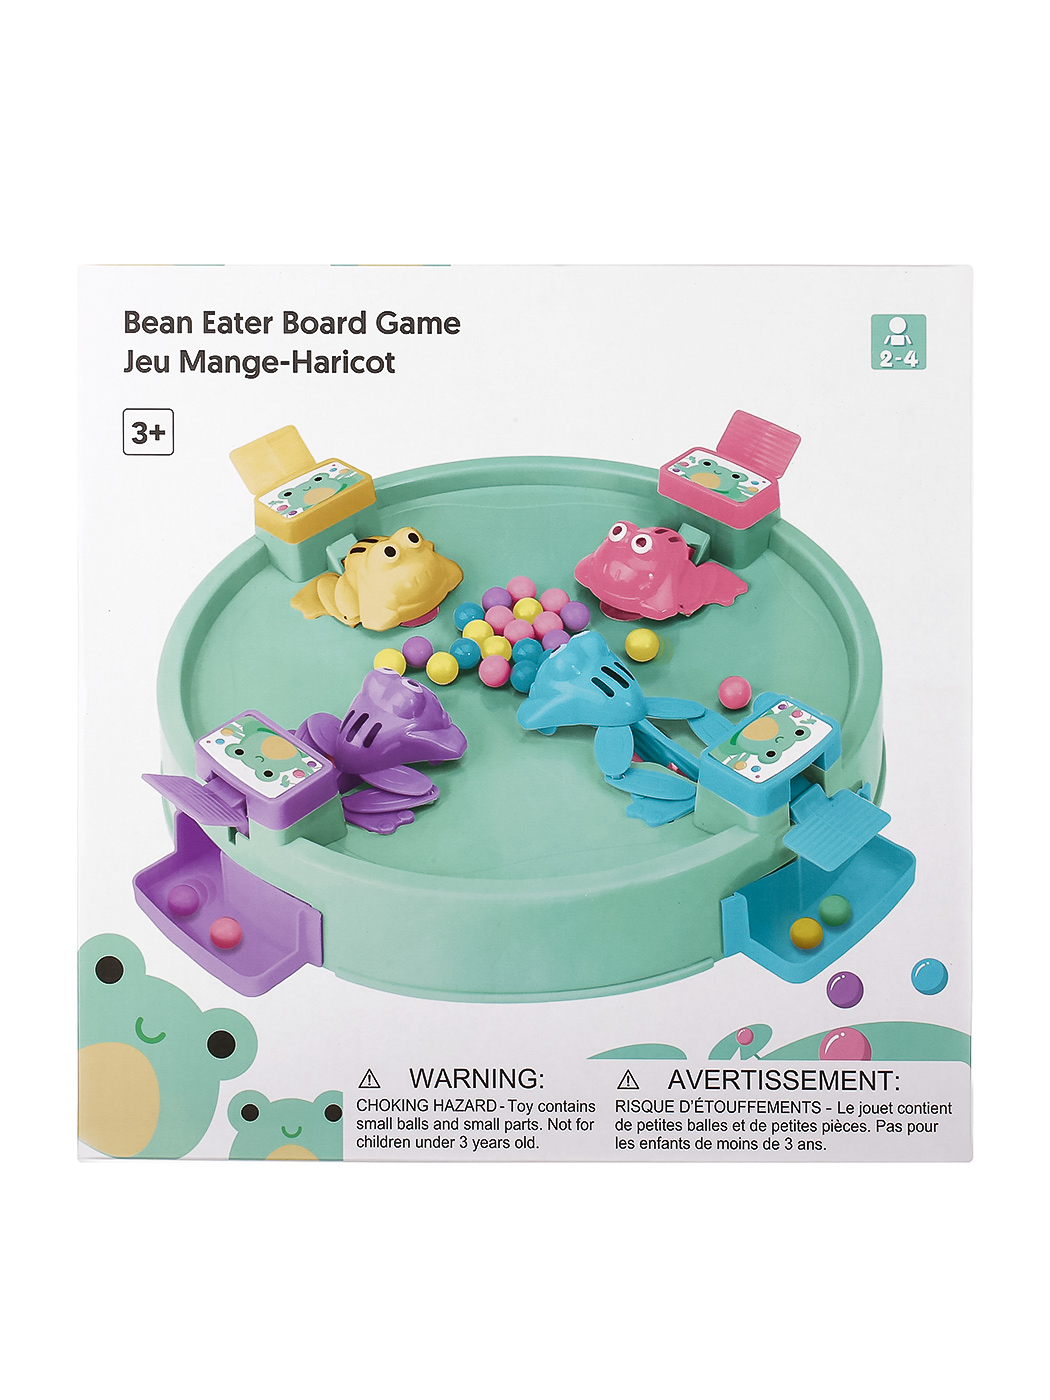 Bean Eater Board Game
Jeu Mange-Haricot
2-4
3+
⚠ WARNING:
CHOKING HAZARD - Toy contains
small balls and small parts. Not for
children under 3 years old.
⚠ AVERTISSEMENT:
RISQUE D'ÉTOUFFEMENTS - Le jouet contient
de petites balles et de petites pièces. Pas pour
les enfants de moins de 3 ans.